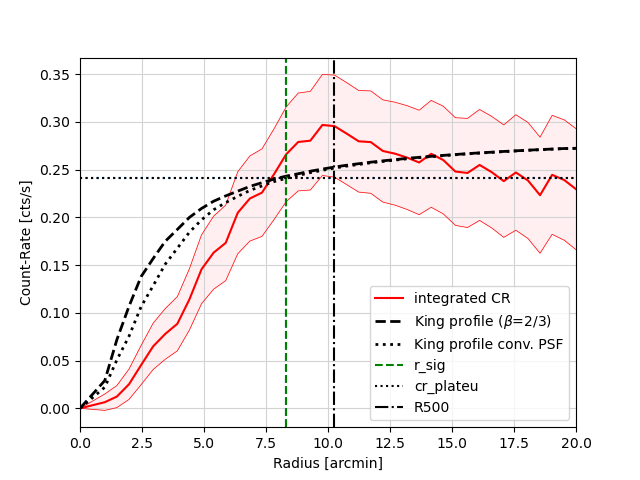 0.35
0.30
0.25
0.20
0.15
0.10
0.05
0.00
Count-Rate [cts/s]
integrated CR
King profile (β=2/3)
King profile conv. PSF
r_sig
cr_plateu
R500
0.0 2.5 5.0 7.5 10.0 12.5 15.0 17.5 20.0
Radius [arcmin]